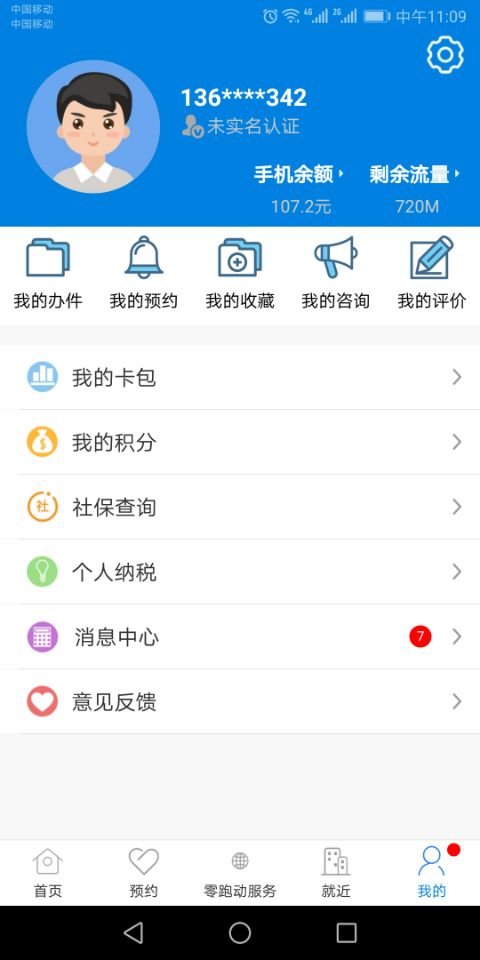 中国移动
中国移动
4G 2G 中午11:09
136****342
未实名认证
手机余额 剩余流量
107.2元 720M
我的办件 我的预约 我的收藏 我的咨询 我的评价
我的卡包
$ 我的积分
社 社保查询
个人纳税
消息中心 7
意见反馈
首页 预约 零跑动服务 就近 我的